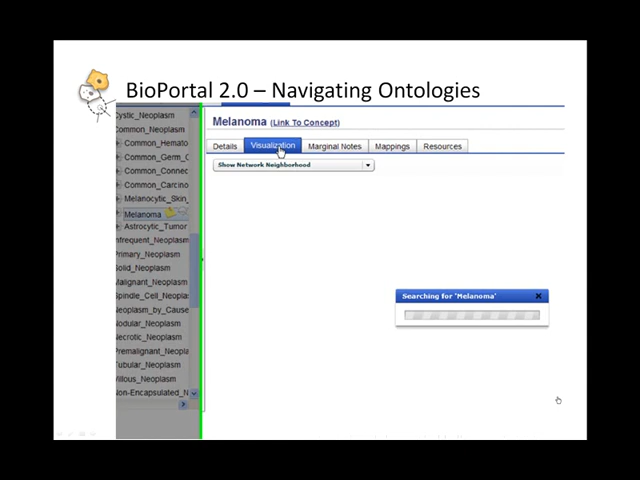 BioPortal 2.0 – Navigating Ontologies
Cystic_Neoplasm
Common_Neoplasm
Common_Hemato
Common_Germ_C
Common_Connec
Common_Carcino
Melanocytic_Skin_
Melanoma
Astrocytic_Tumor
Infrequent_Neoplasm
Primary_Neoplasm
Solid_Neoplasm
Malignant_Neoplasm
Spindle_Cell_Neoplas
Neoplasm_by_Cause
Nodular_Neoplasm
Necrotic_Neoplasm
Premalignant_Neopla
Tubular_Neoplasm
Villous_Neoplasm
Non-Encapsulated_N
Melanoma (Link To Concept)
Details Visualization Marginal Notes Mappings Resources
Show Network Neighborhood
Searching for 'Melanoma'